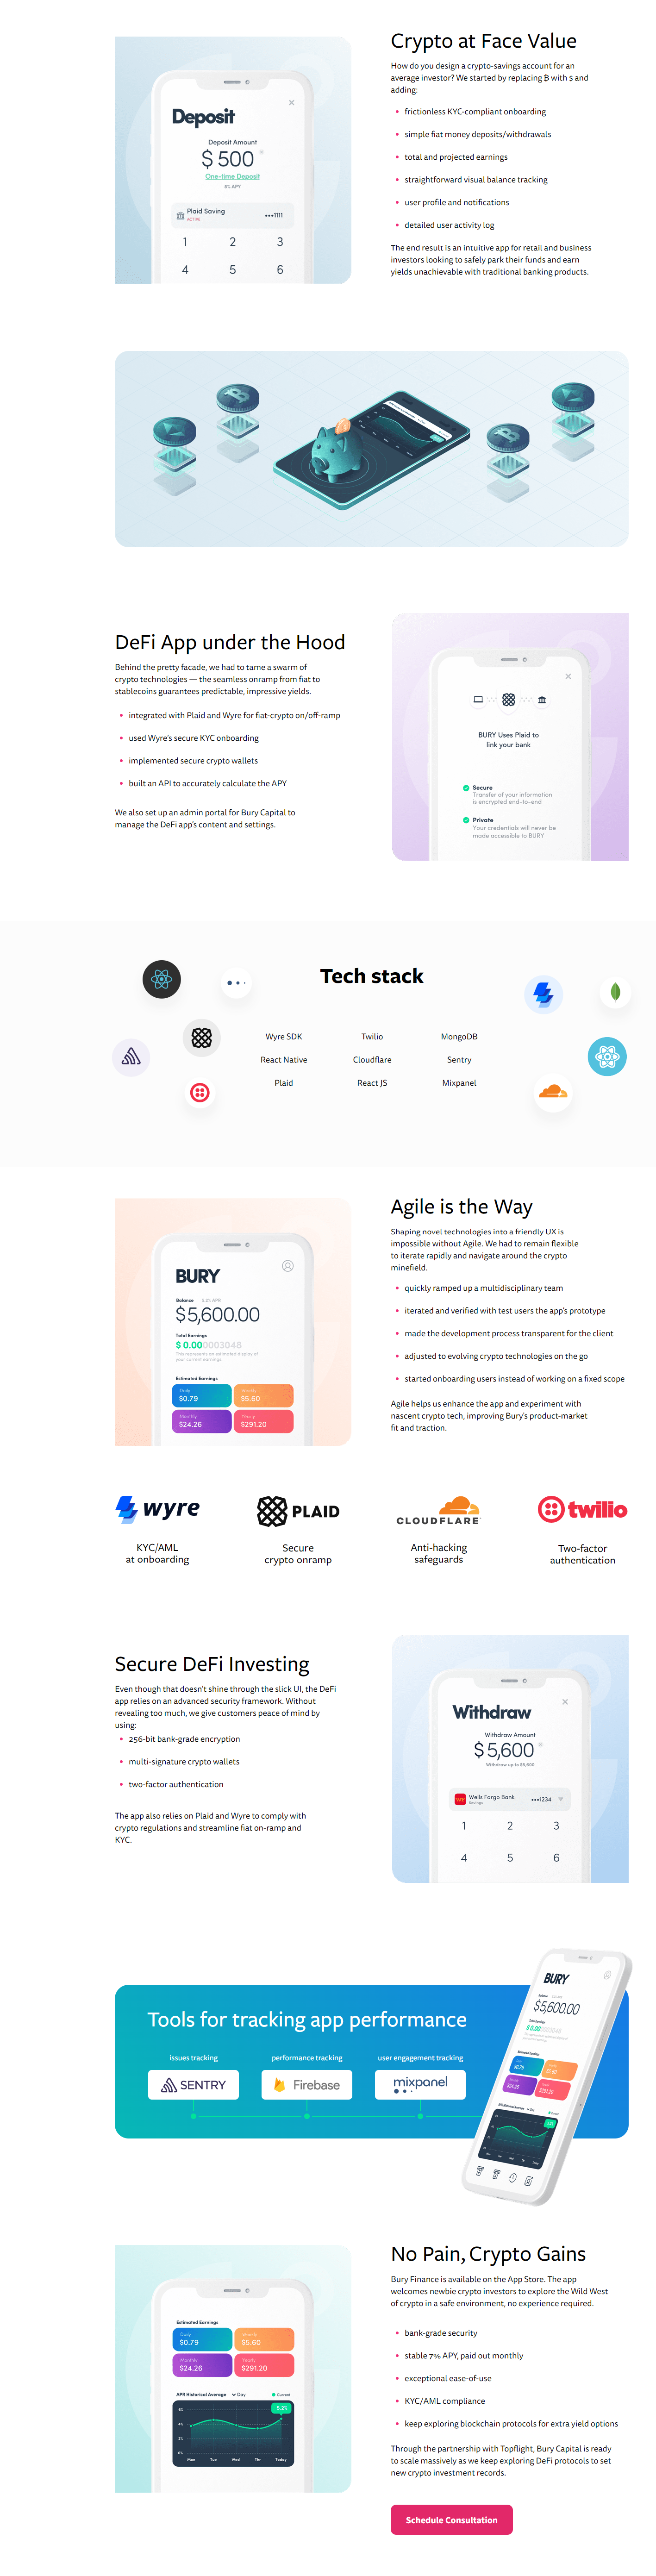 Crypto at Face Value
How do you design a crypto-savings account for an
average investor? We started by replacing B with $ and
adding:
frictionless KYC-compliant onboarding
simple fiat money deposits/withdrawals
total and projected earnings
straightforward visual balance tracking
user profile and notifications
detailed user activity log
The end result is an intuitive app for retail and business
investors looking to safely park their funds and earn
yields unachievable with traditional banking products.
Deposit
Deposit Amount
$ 500
One-time Deposit
Plaid Saving
ACTIVE
•••1111
1 2 3
4 5 6
DeFi App under the Hood
Behind the pretty facade, we had to tame a swarm of
crypto technologies — the seamless onramp from fiat to
stablecoins guarantees predictable, impressive yields.
integrated with Plaid and Wyre for fiat-crypto on/off-ramp
used Wyre's secure KYC onboarding
implemented secure crypto wallets
built an API to accurately calculate the APY
We also set up an admin portal for Bury Capital to
manage the DeFi app's content and settings.
BURY Uses Plaid to
link your bank
Secure
Transfer of your information
is encrypted end-to-end
Private
Your credentials will never be
made accessible to BURY
Tech stack
Wyre SDK Twilio MongoDB
React Native Cloudflare Sentry
Plaid React JS Mixpanel
BURY
Balance
$5,600.00
Total Earnings
$ 0.000003048
This represents an estimated display of
your current earnings.
Estimated Earnings
Daily Weekly
$0.79 $5.60
Monthly Yearly
$24.26 $291.20
Agile is the Way
Shaping novel technologies into a friendly UX is
impossible without Agile. We had to remain flexible
to iterate rapidly and navigate around the crypto
minefield.
quickly ramped up a multidisciplinary team
iterated and verified with test users the app's prototype
made the development process transparent for the client
adjusted to evolving crypto technologies on the go
started onboarding users instead of working on a fixed scope
Agile helps us enhance the app and experiment with
nascent crypto tech, improving Bury's product-market
fit and traction.
wyre PLAID CLOUDFLARE twilio
KYC/AML
at onboarding
Secure
crypto onramp
Anti-hacking
safeguards
Two-factor
authentication
Secure DeFi Investing
Even though that doesn't shine through the slick UI, the DeFi
app relies on an advanced security framework. Without
revealing too much, we give customers peace of mind by
using:
256-bit bank-grade encryption
multi-signature crypto wallets
two-factor authentication
The app also relies on Plaid and Wyre to comply with
crypto regulations and streamline fiat on-ramp and
KYC.
Withdraw
Withdraw Amount
$ 5,600
Withdraw up to $5,600
Wells Fargo Bank
Savings
•••1234
1 2 3
4 5 6
Tools for tracking app performance
issues tracking performance tracking user engagement tracking
SENTRY Firebase mixpanel
BURY
Balance
$5,600.00
Total Earnings
$ 0.000003048
Estimated Earnings
$0.79 $5.60
$24.26 $291.20
APR Historical Average Day Current
Estimated Earnings
Daily Weekly
$0.79 $5.60
Monthly Yearly
$24.26 $291.20
APR Historical Average Day Current
5.2%
6%
4%
2%
0%
Mon Tue Wed Thr Today
No Pain, Crypto Gains
Bury Finance is available on the App Store. The app
welcomes newbie crypto investors to explore the Wild West
of crypto in a safe environment, no experience required.
bank-grade security
stable 7% APY, paid out monthly
exceptional ease-of-use
KYC/AML compliance
keep exploring blockchain protocols for extra yield options
Through the partnership with Topflight, Bury Capital is ready
to scale massively as we keep exploring DeFi protocols to set
new crypto investment records.
Schedule Consultation